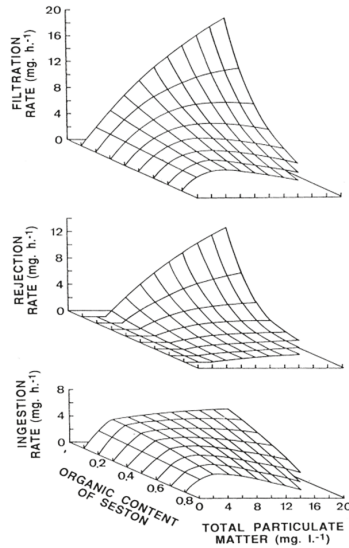 FILTRATION
RATE (mg. h.-1)
20
16
12
8
4
0
REJECTION
RATE (mg. h.-1)
12
8
4
0
INGESTION
RATE (mg. h.-1)
8
4
0
0,2
0,4
0,6
0,8
ORGANIC CONTENT
OF SESTON
0 4 8 12 16 20
TOTAL PARTICULATE
MATTER (mg. l.-1)